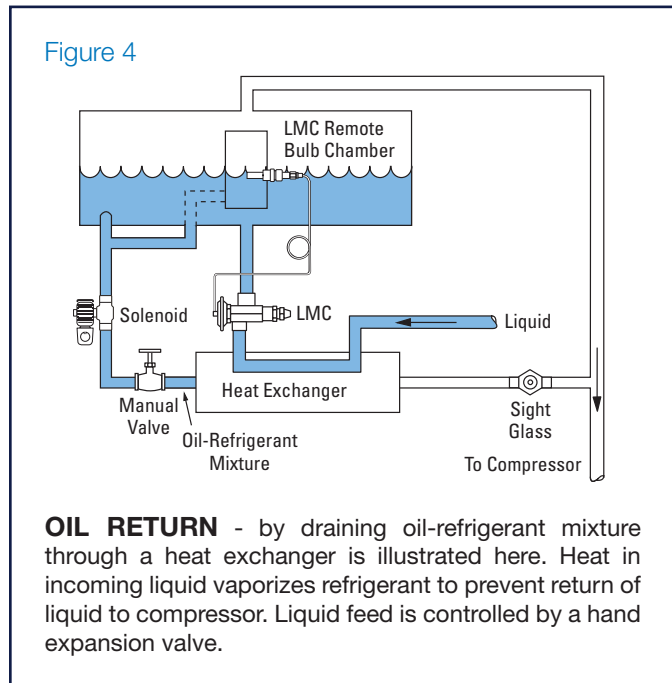 Figure 4
LMC Remote
Bulb Chamber
Solenoid
LMC
Liquid
Manual
Valve
Heat Exchanger
Oil-Refrigerant
Mixture
Sight
Glass
To Compressor
OIL RETURN - by draining oil-refrigerant mixture
through a heat exchanger is illustrated here. Heat in
incoming liquid vaporizes refrigerant to prevent return of
liquid to compressor. Liquid feed is controlled by a hand
expansion valve.